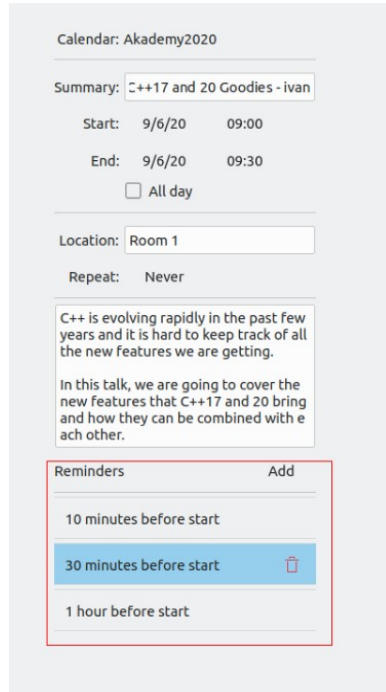 Calendar: Akademy2020
Summary: C++17 and 20 Goodies - ivan
Start: 9/6/20 09:00
End: 9/6/20 09:30
All day
Location: Room 1
Repeat: Never
C++ is evolving rapidly in the past few
years and it is hard to keep track of all
the new features we are getting.
In this talk, we are going to cover the
new features that C++17 and 20 bring
and how they can be combined with e
ach other.
Reminders Add
10 minutes before start
30 minutes before start
1 hour before start